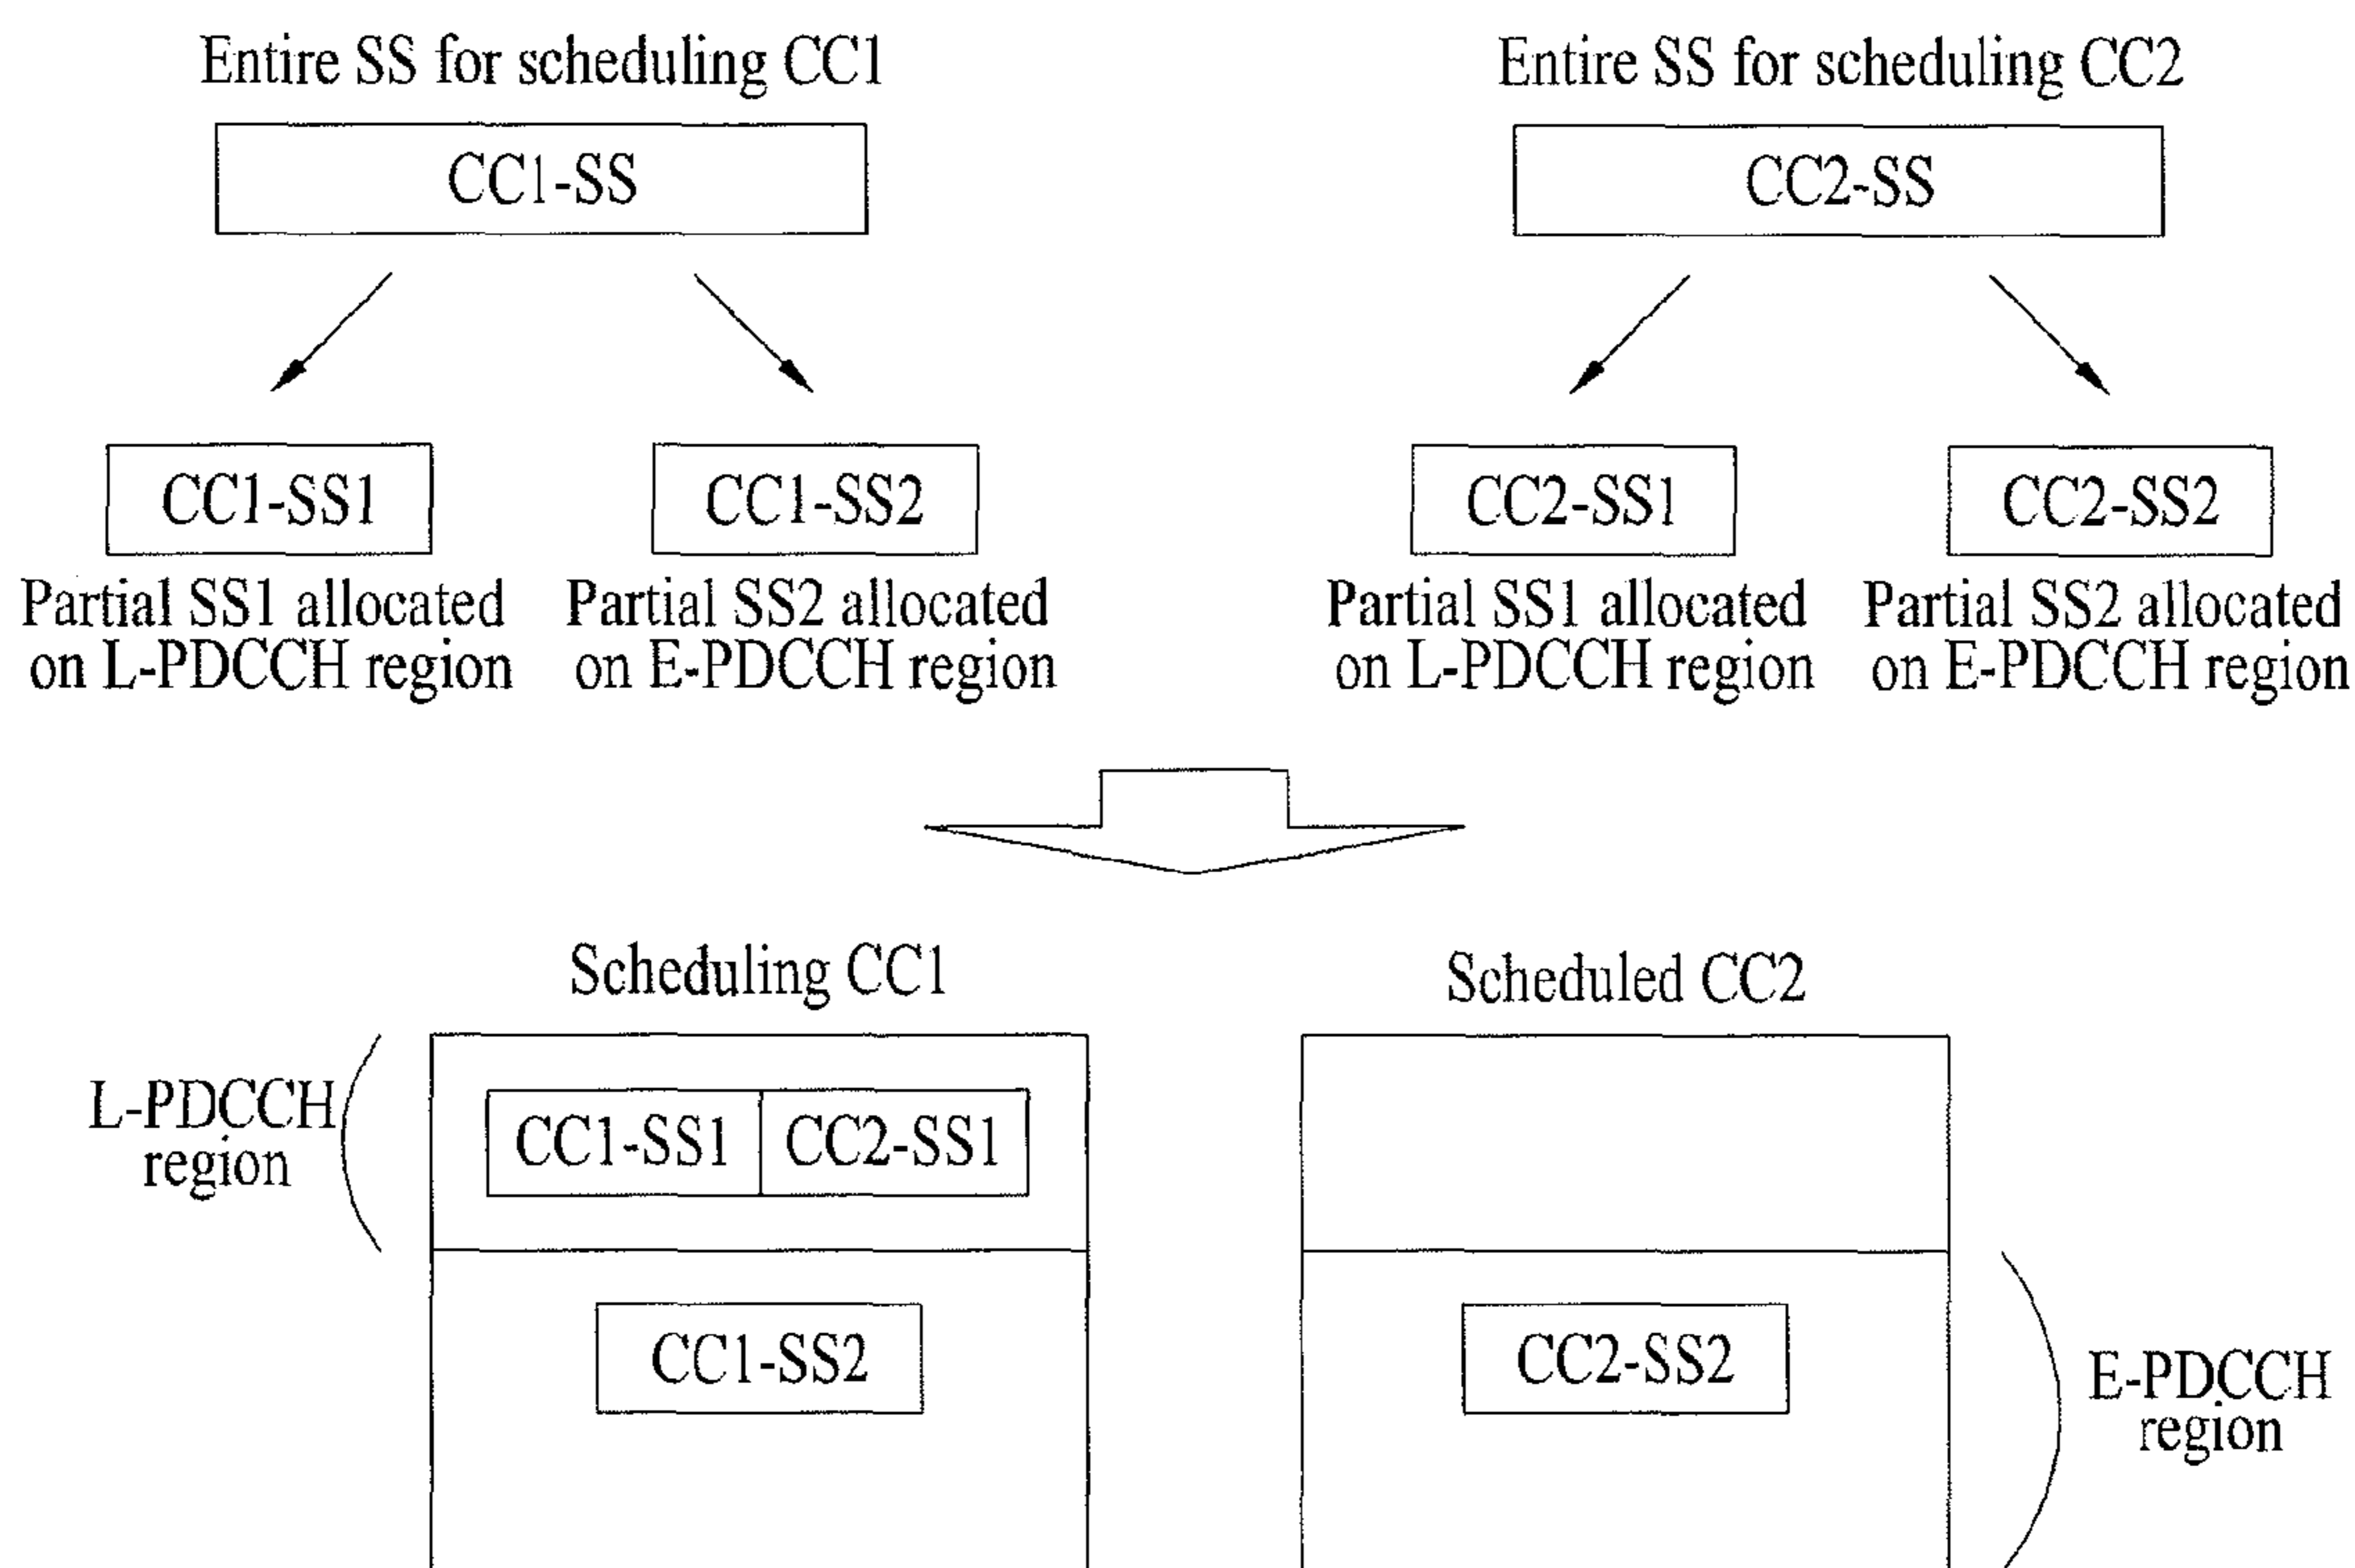 Entire SS for scheduling CC1
Entire SS for scheduling CC2
CC1-SS
CC2-SS
CC1-SS1
CC1-SS2
CC2-SS1
CC2-SS2
Partial SS1 allocated
on L-PDCCH region
Partial SS2 allocated
on E-PDCCH region
Partial SS1 allocated
on L-PDCCH region
Partial SS2 allocated
on E-PDCCH region
Scheduling CC1
Scheduled CC2
L-PDCCH
region
CC1-SS1
CC2-SS1
CC1-SS2
CC2-SS2
E-PDCCH
region